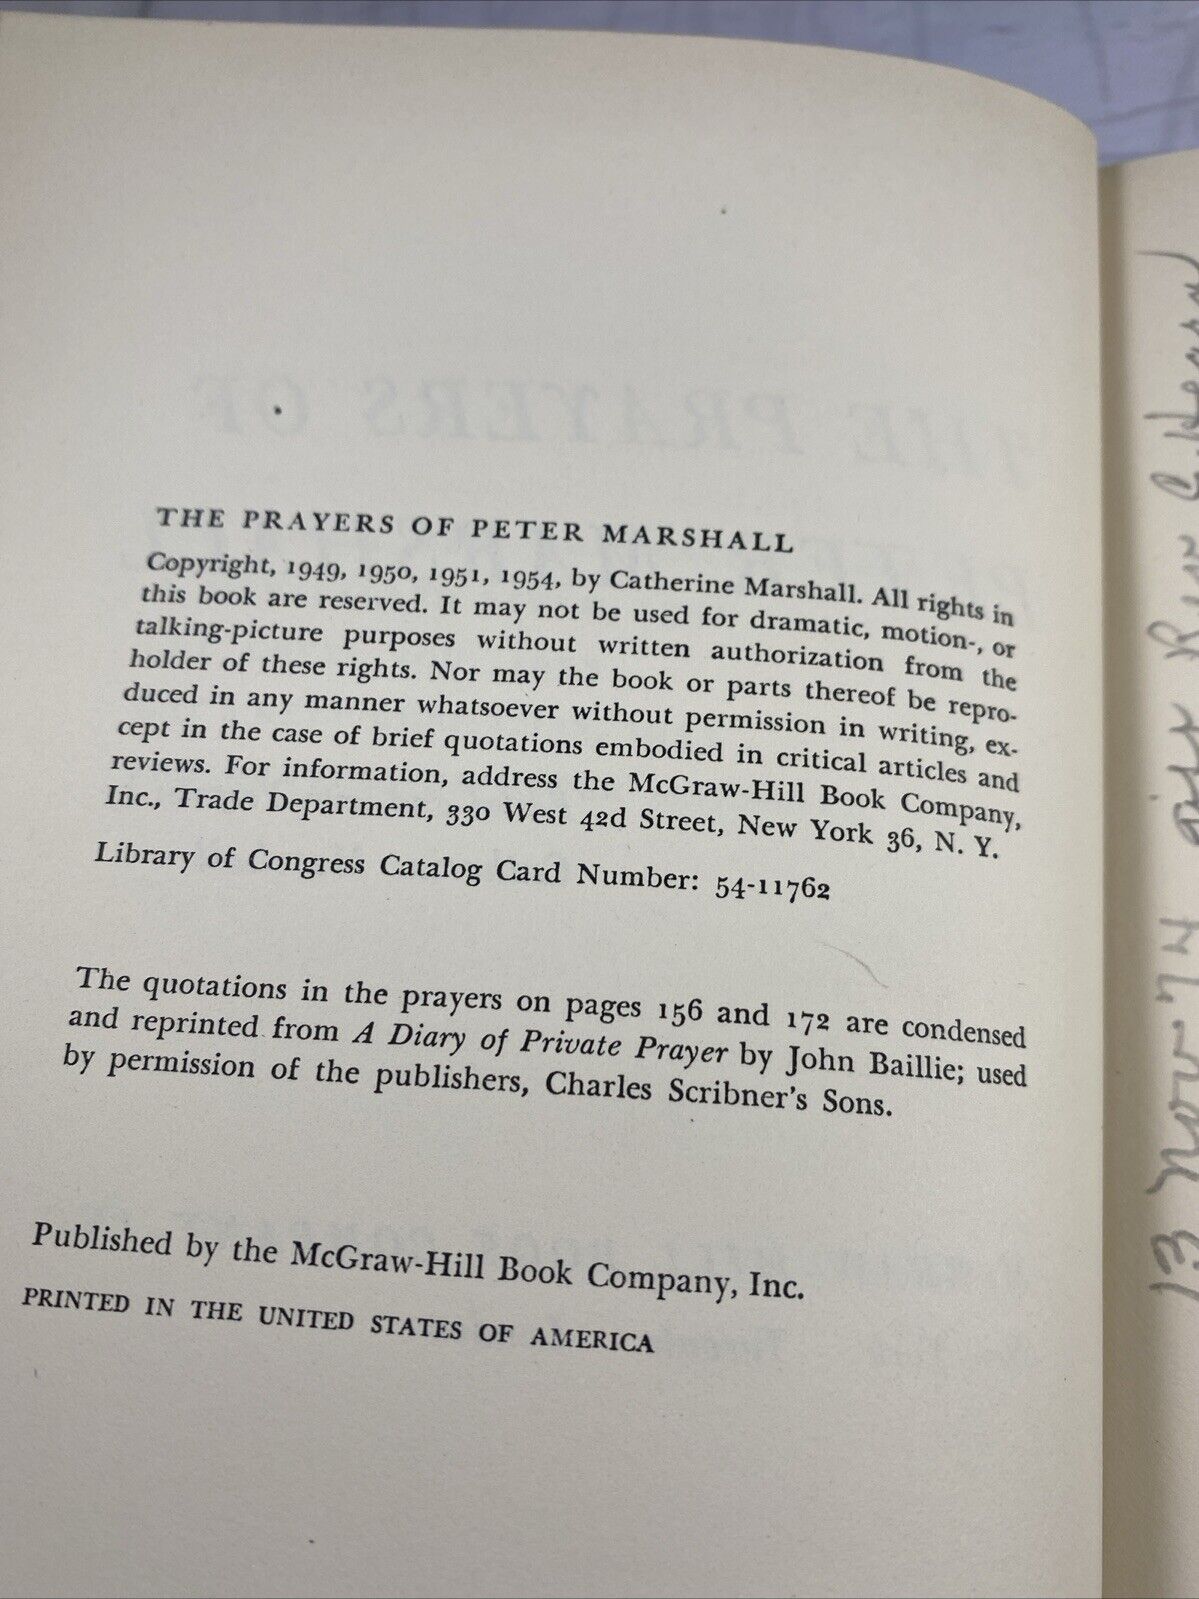 THE PRAYERS OF
THE PRAYERS OF PETER MARSHALL
Copyright, 1949, 1950, 1951, 1954, by Catherine Marshall. All rights in
this book are reserved. It may not be used for dramatic, motion-, or
talking-picture purposes without written authorization from the
holder of these rights. Nor may the book or parts thereof be repro-
duced in any manner whatsoever without permission in writing, ex-
cept in the case of brief quotations embodied in critical articles and
reviews. For information, address the McGraw-Hill Book Company,
Inc., Trade Department, 330 West 42d Street, New York 36, N. Y.
Library of Congress Catalog Card Number: 54-11762
The quotations in the prayers on pages 156 and 172 are condensed
and reprinted from A Diary of Private Prayer by John Baillie; used
by permission of the publishers, Charles Scribner's Sons.
Published by the McGraw-Hill Book Company, Inc.
PRINTED IN THE UNITED STATES OF AMERICA
13 Nov-74